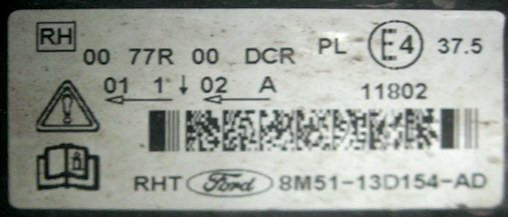 RH 00 77R 00 DCR PL E4 37.5
01 1 ↓ 02 A 11802
RHT Ford 8M51-13D154-AD